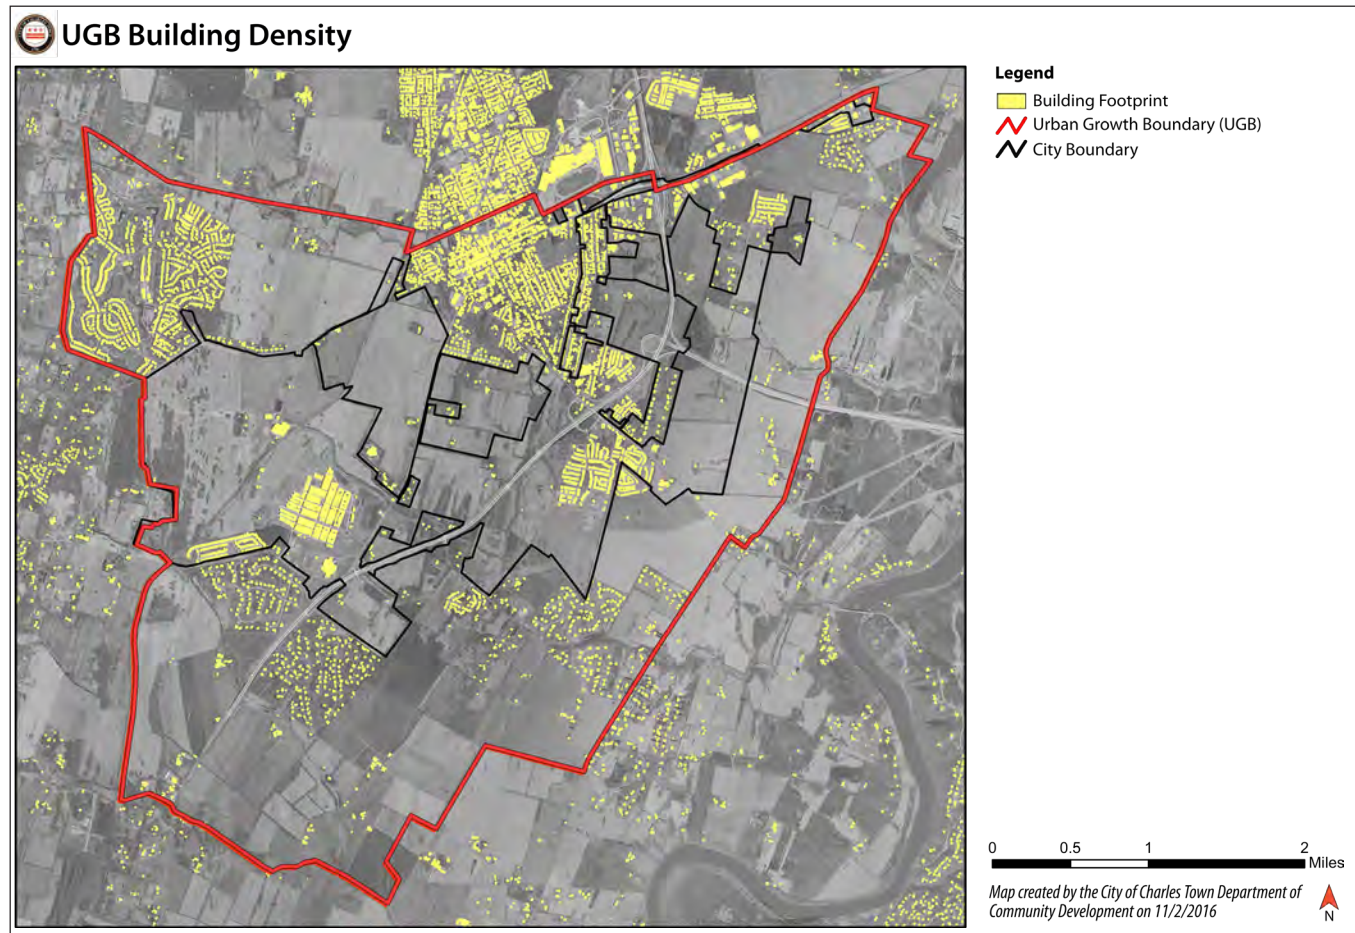 UGB Building Density
Legend
Building Footprint
Urban Growth Boundary (UGB)
City Boundary
0 0.5 1 2
Miles
Map created by the City of Charles Town Department of
Community Development on 11/2/2016
N